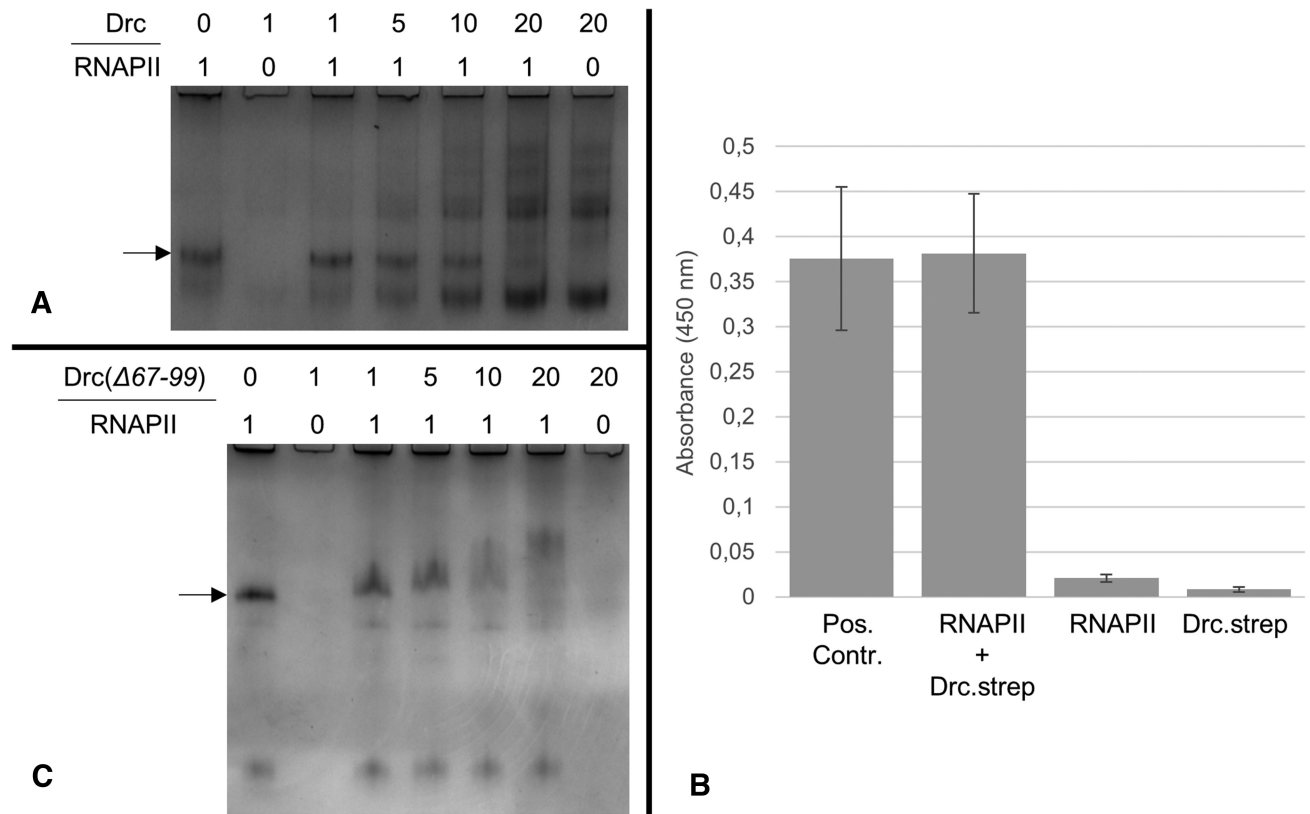 Drc 0 1 1 5 10 20 20
RNAPII 1 0 1 1 1 1 0
A
Drc(Δ67-99) 0 1 1 5 10 20 20
RNAPII 1 0 1 1 1 1 0
C
0,5
0,45
0,4
0,35
0,3
0,25
0,2
0,15
0,1
0,05
0
Absorbance (450 nm)
Pos.
Contr.
RNAPII
+
Drc.strep
RNAPII
Drc.strep
B